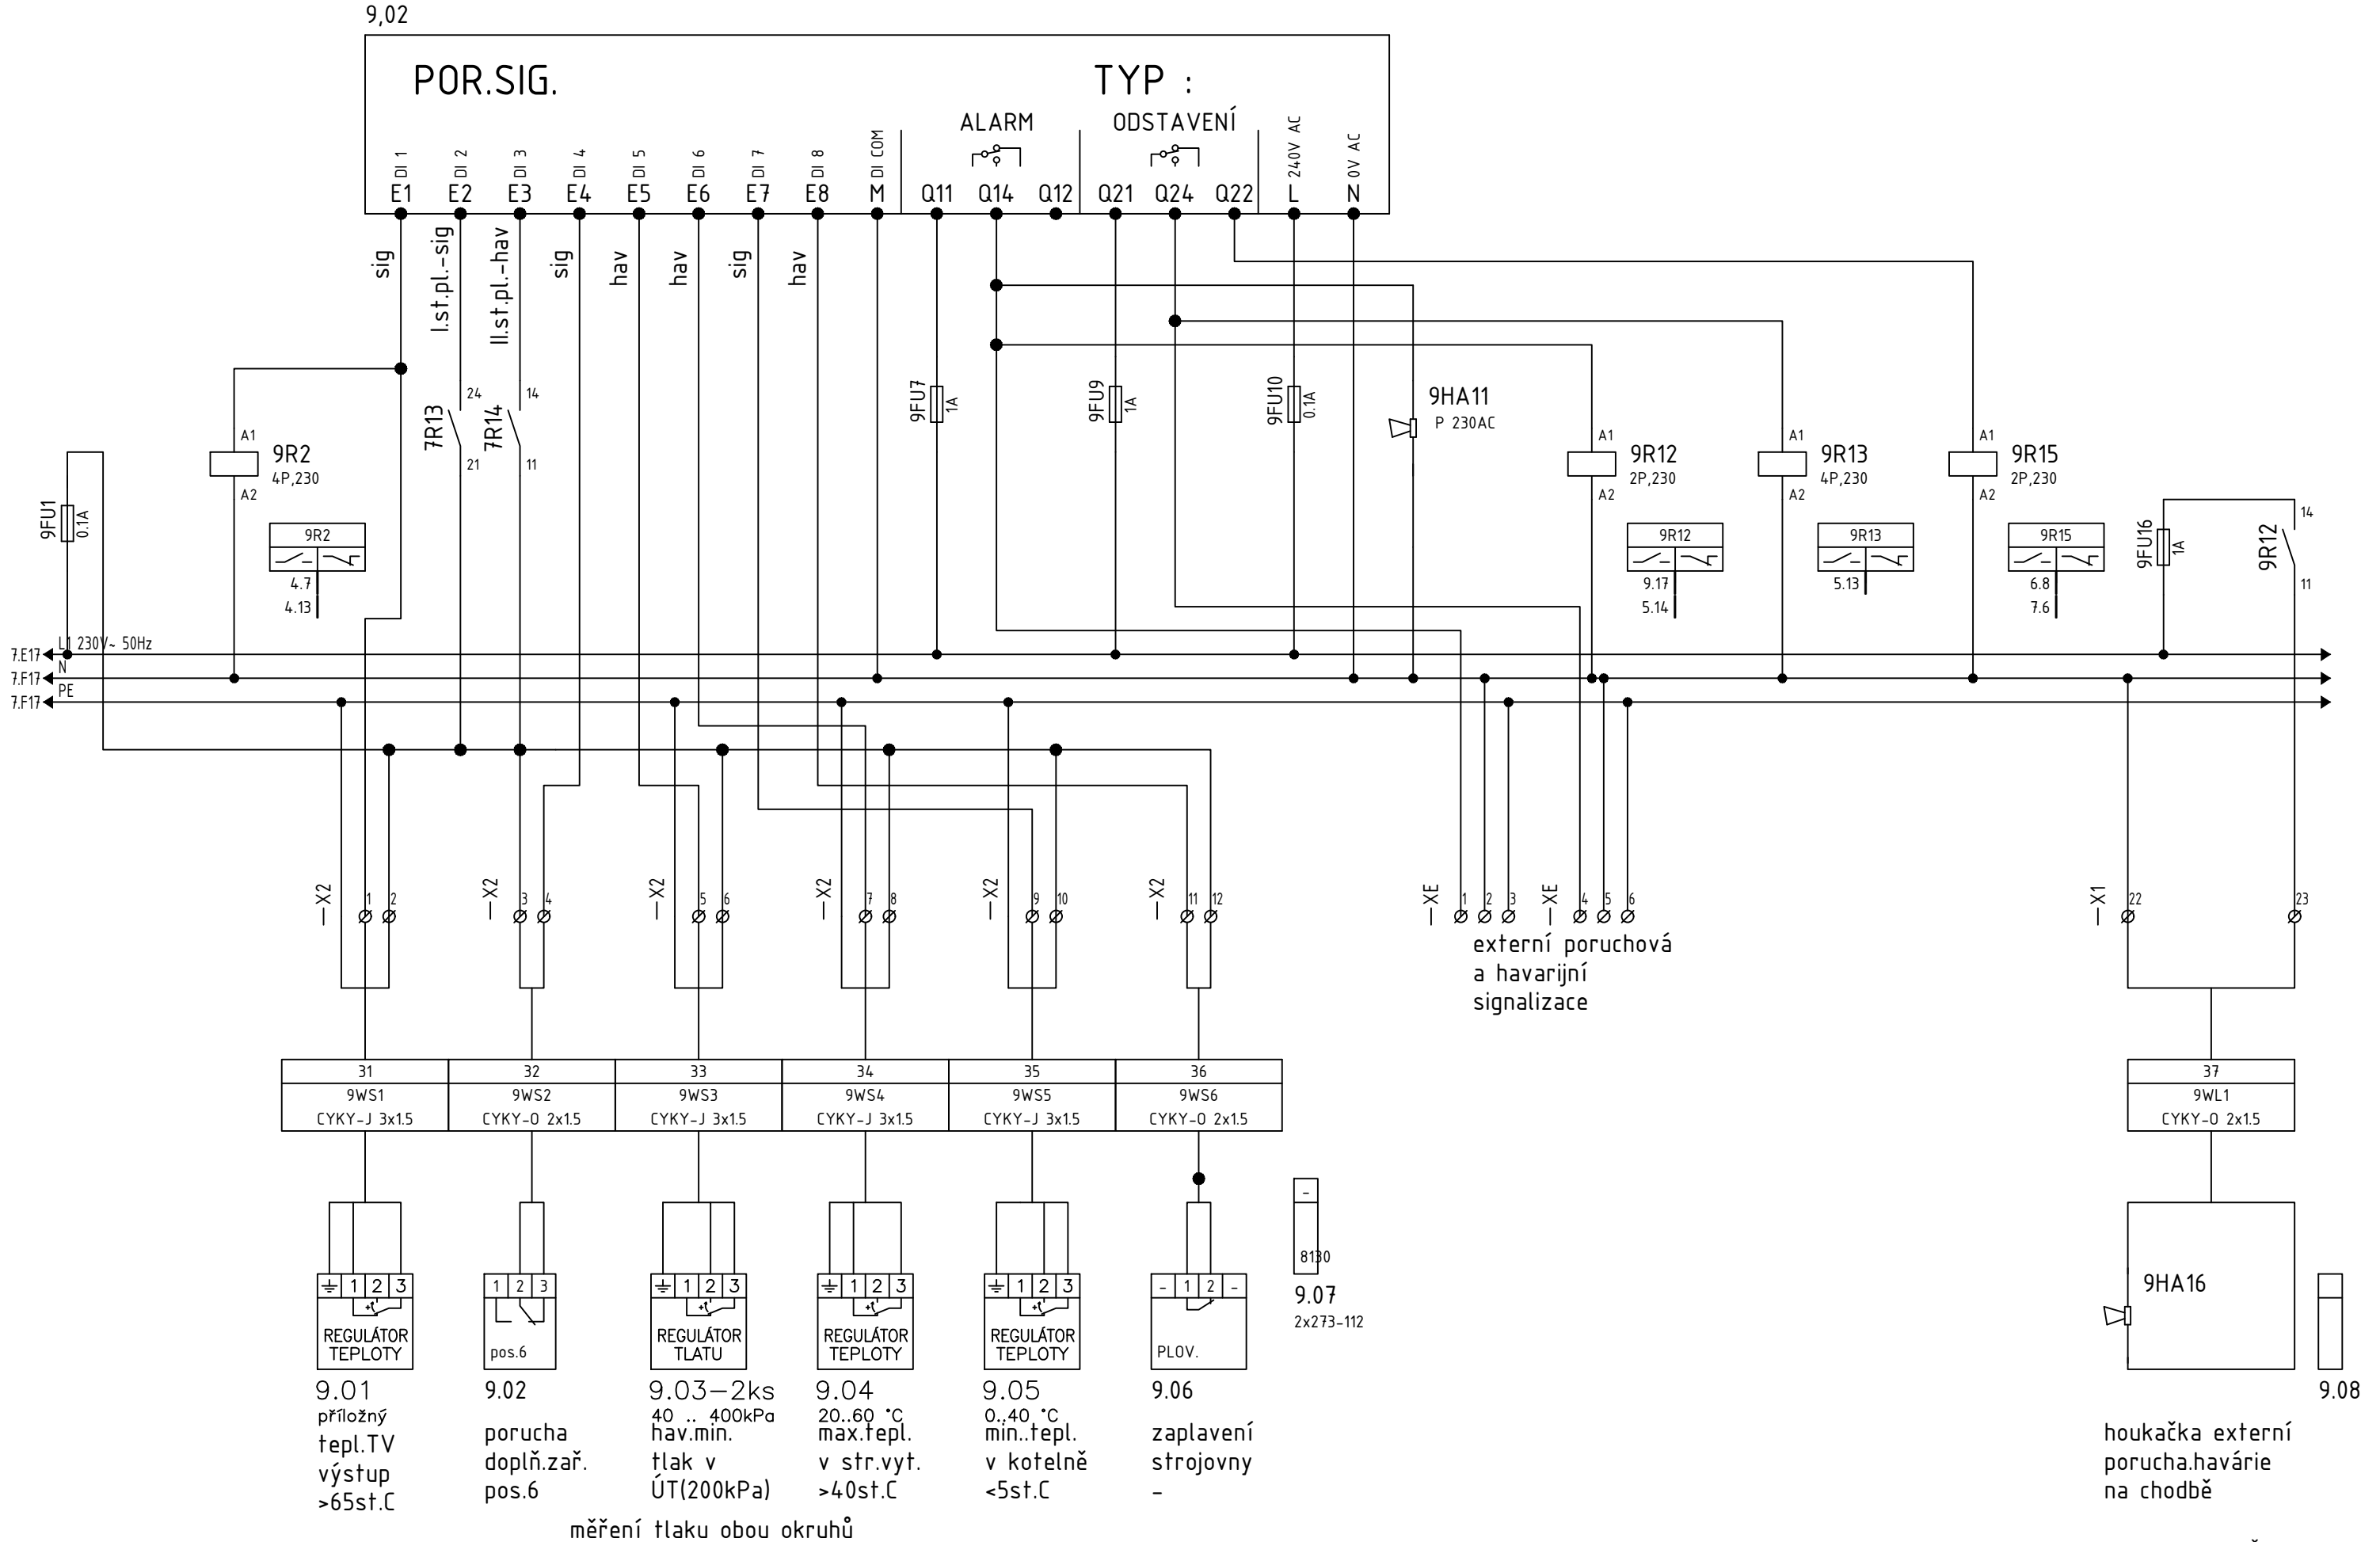 9,02
POR.SIG.
TYP :
ALARM
ODSTAVENÍ
DI 1
DI 2
DI 3
DI 4
DI 5
DI 6
DI 7
DI 8
DI COM
240V AC
0V AC
E1 E2 E3 E4 E5 E6 E7 E8 M Q11 Q14 Q12 Q21 Q24 Q22 L N
sig
I.st.pl.-sig
II.st.pl.-hav
sig
hav
hav
sig
hav
24 14
7R13
7R14
21 11
9FU7
1A
9FU9
1A
9FU10
0.1A
9HA11
P 230AC
A1
9R2
4P,230
A2
A1
9R12
2P,230
A2
A1
9R13
4P,230
A2
A1
9R15
2P,230
A2
9FU1
0.1A
9R2
4.7
4.13
9R12
9.17
5.14
9R13
5.13
9R15
6.8
7.6
9FU16
1A
9R12
14
11
L1 230V~ 50Hz
7.E17
N
7.F17
PE
7.F17
-X2 1 2
-X2 3 4
-X2 5 6
-X2 7 8
-X2 9 10
-X2 11 12
-XE 1 2 3
-XE 4 5 6
-X1 22 23
externí poruchová
a havarijní
signalizace
31 32 33 34 35 36 37
9WS1 9WS2 9WS3 9WS4 9WS5 9WS6 9WL1
CYKY-J 3x1.5 CYKY-O 2x1.5 CYKY-J 3x1.5 CYKY-J 3x1.5 CYKY-J 3x1.5 CYKY-O 2x1.5 CYKY-O 2x1.5
1 2 3
REGULÁTOR
TEPLOTY
9.01
příložný
tepl.TV
výstup
>65st.C
1 2 3
pos.6
9.02
porucha
doplň.zař.
pos.6
1 2 3
REGULÁTOR
TLATU
9.03-2ks
40 .. 400kPa
hav.min.
tlak v
ÚT(200kPa)
1 2 3
REGULÁTOR
TEPLOTY
9.04
20..60 °C
max.tepl.
v str.vyt.
>40st.C
1 2 3
REGULÁTOR
TEPLOTY
9.05
0..40 °C
min..tepl.
v kotelně
<5st.C
- 1 2 -
PLOV.
9.06
zaplavení
strojovny
-
-
8130
9.07
2x273-112
9HA16
9.08
houkačka externí
porucha.havárie
na chodbě
měření tlaku obou okruhů